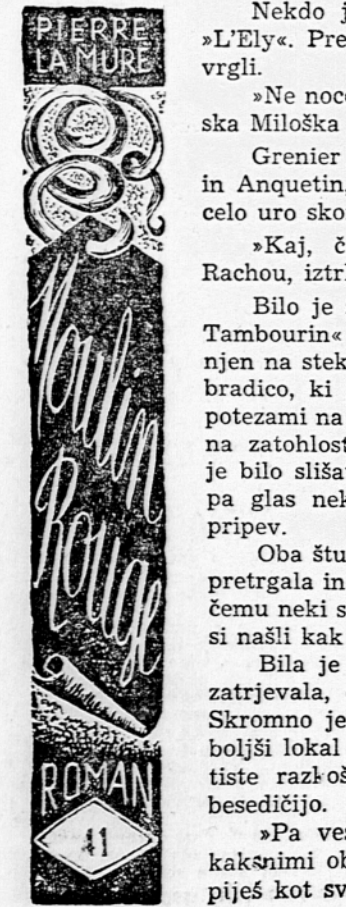 PIERRE
LA MURE
Moulin
Rouge
ROMAN
41
Nekdo j
»L'Ely«. Pre
vrgli.
»Ne noc
ska Miloška
Grenier
in Anquetin,
celo uro sko
»Kaj, č
Rachou, iztr
Bilo je
Tambourin«
njen na stek
bradico, ki
potezami na
na zatohlost
je bilo sliša
pa glas nek
pripev.
Oba štu
pretrgala in
čemu neki s
si našli kak
Bila je
zatrjevala,
Skromno je
boljši lokal
tiste razkoš
besedičijo.
»Pa ves
kakšnimi ob
piješ kot sv